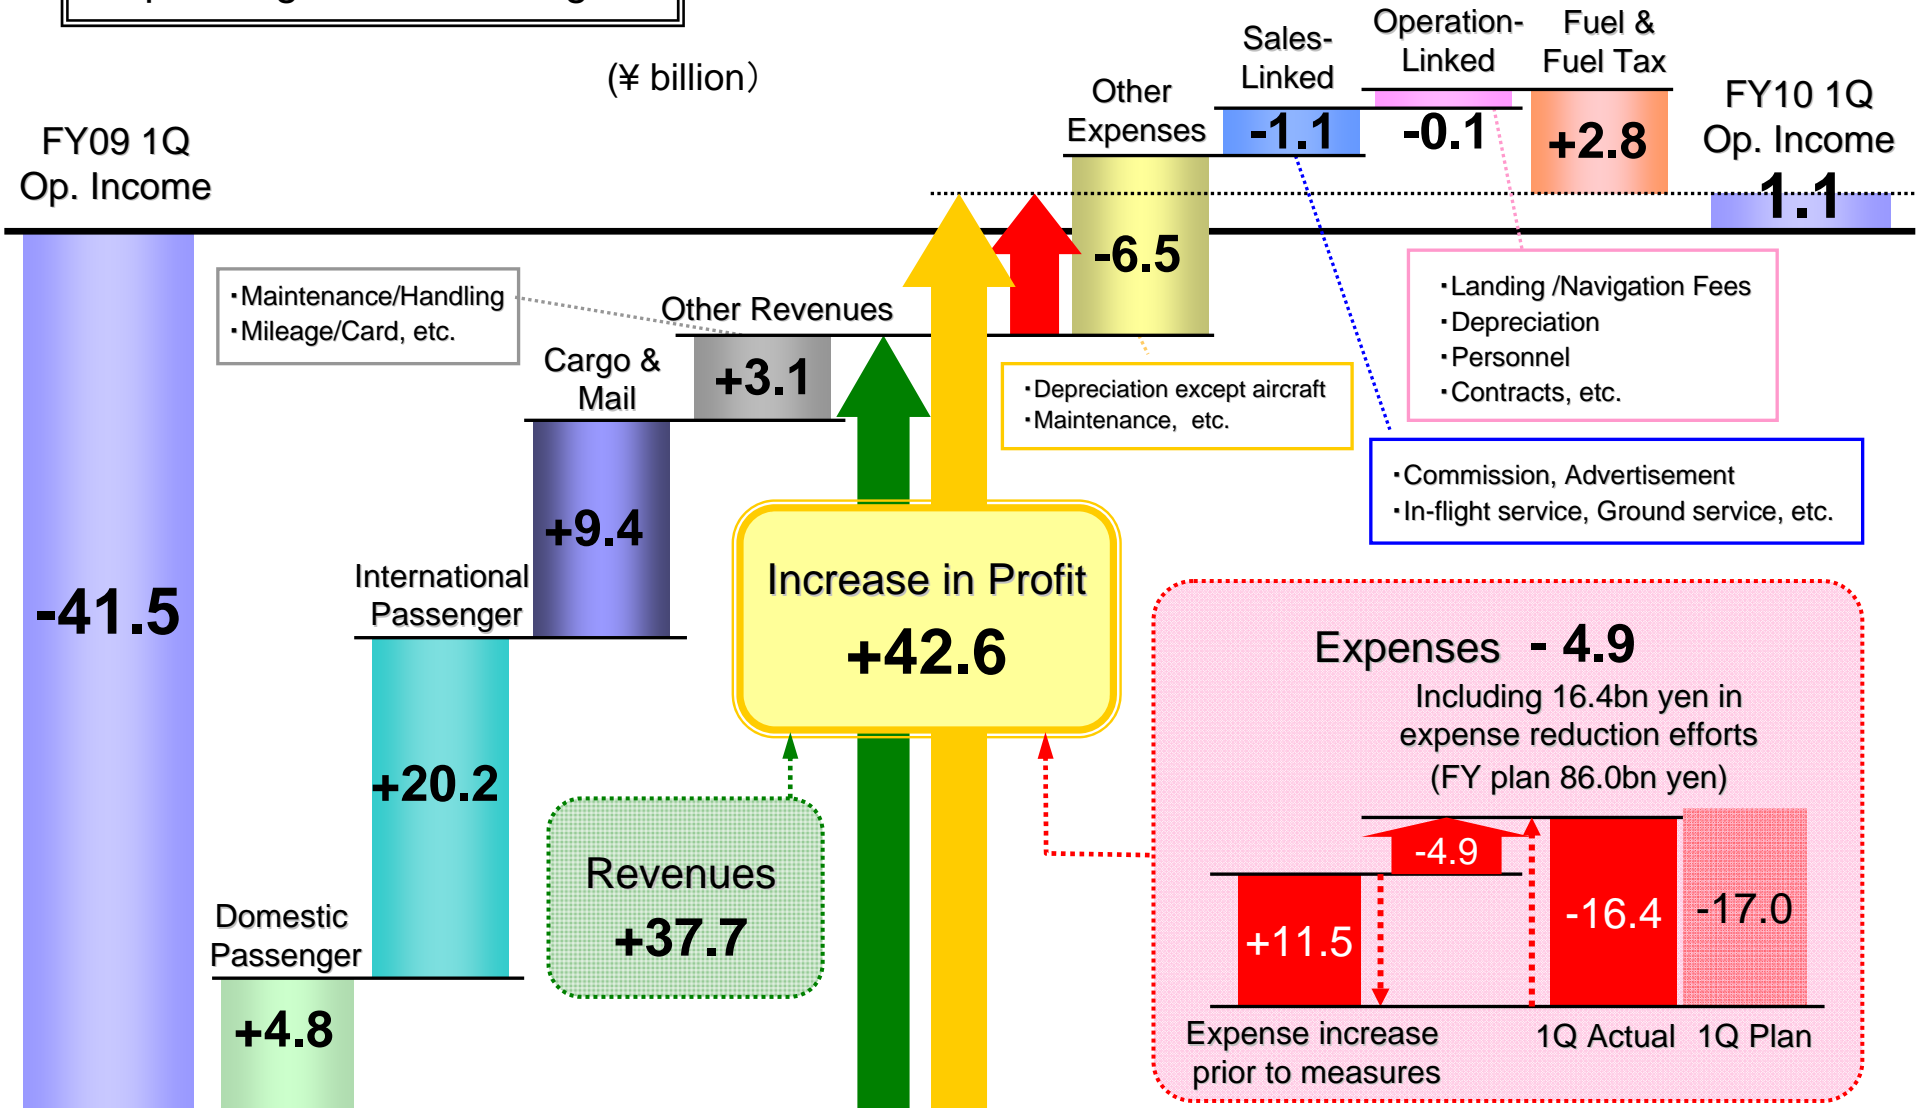 (¥ billion)
FY09 1Q
Op. Income
-41.5
Domestic
Passenger
+4.8
International
Passenger
+20.2
Cargo &
Mail
+9.4
Other Revenues
+3.1
・Maintenance/Handling
・Mileage/Card, etc.
Other
Expenses
-6.5
・Depreciation except aircraft
・Maintenance, etc.
Sales-
Linked
-1.1
・Commission, Advertisement
・In-flight service, Ground service, etc.
Operation-
Linked
-0.1
・Landing /Navigation Fees
・Depreciation
・Personnel
・Contracts, etc.
Fuel &
Fuel Tax
+2.8
FY10 1Q
Op. Income
1.1
Increase in Profit
+42.6
Revenues
+37.7
Expenses - 4.9
Including 16.4bn yen in
expense reduction efforts
(FY plan 86.0bn yen)
-4.9
+11.5
-16.4
-17.0
Expense increase
prior to measures
1Q Actual
1Q Plan